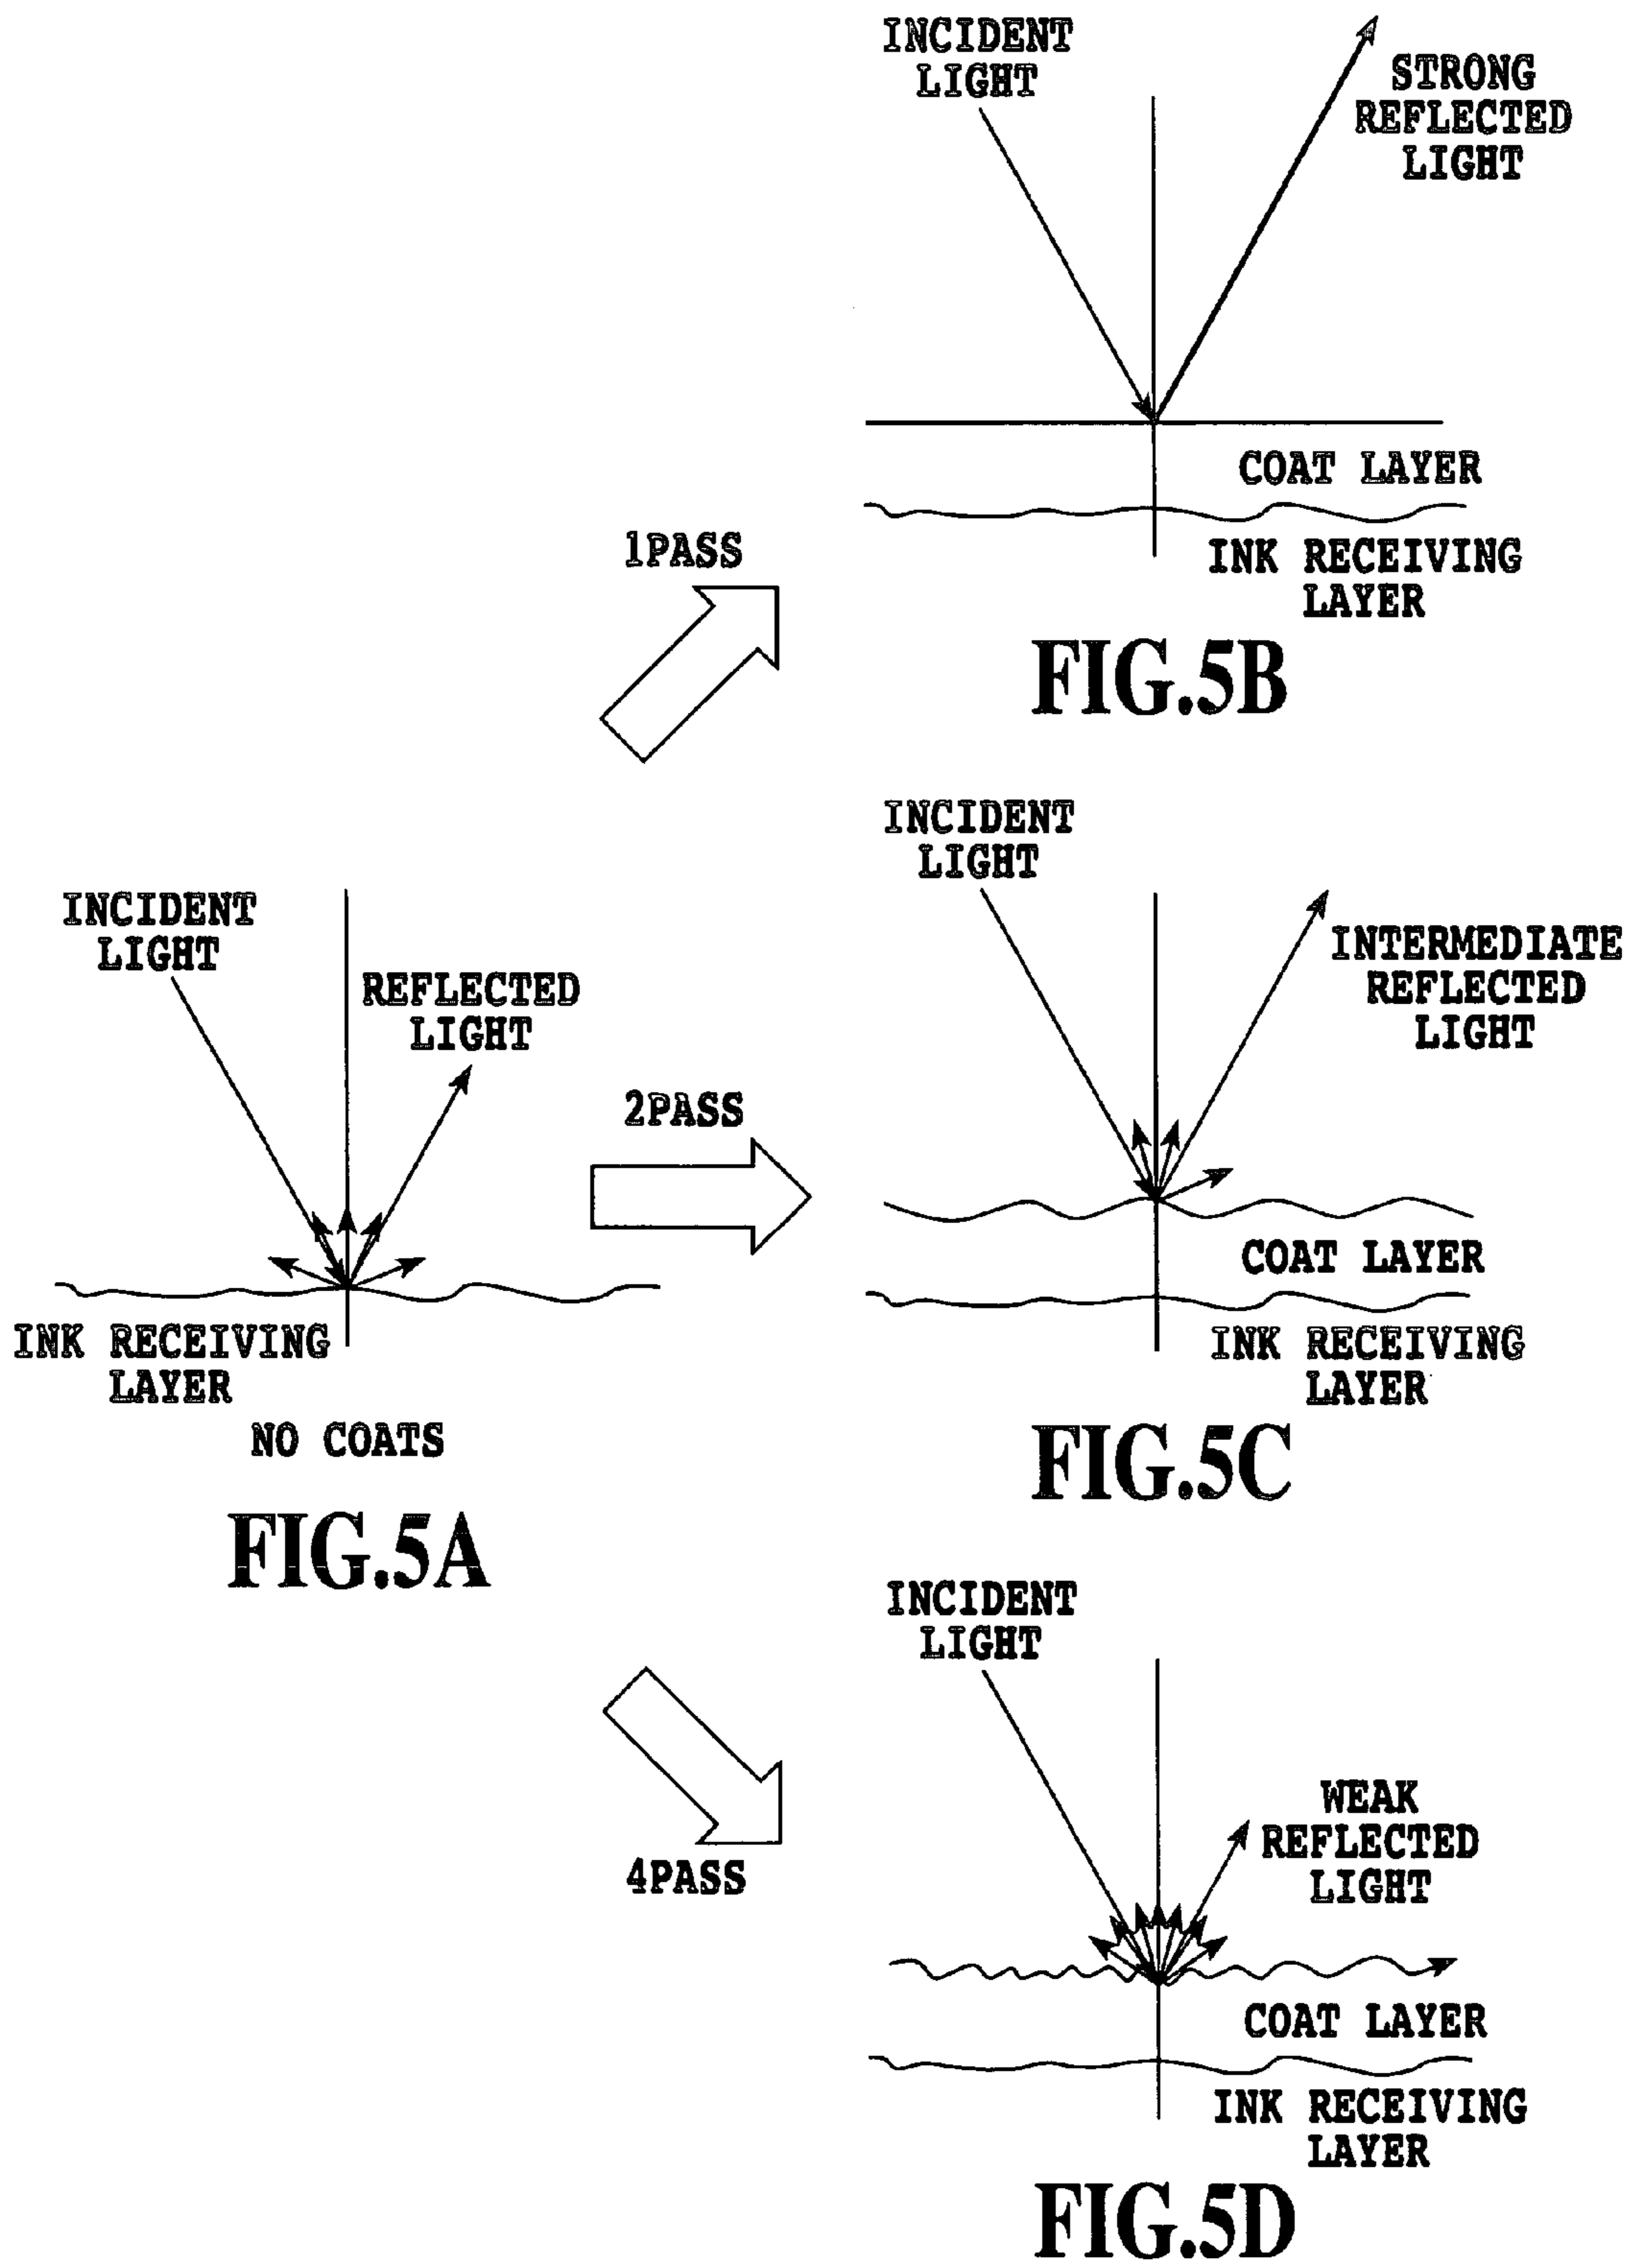 INCIDENT
LIGHT
STRONG
REFLECTED
LIGHT
COAT LAYER
INK RECEIVING
LAYER
FIG.5B
1PASS
INCIDENT
LIGHT
REFLECTED
LIGHT
INK RECEIVING
LAYER
NO COATS
FIG.5A
2PASS
INCIDENT
LIGHT
INTERMEDIATE
REFLECTED
LIGHT
COAT LAYER
INK RECEIVING
LAYER
FIG.5C
4PASS
INCIDENT
LIGHT
WEAK
REFLECTED
LIGHT
COAT LAYER
INK RECEIVING
LAYER
FIG.5D